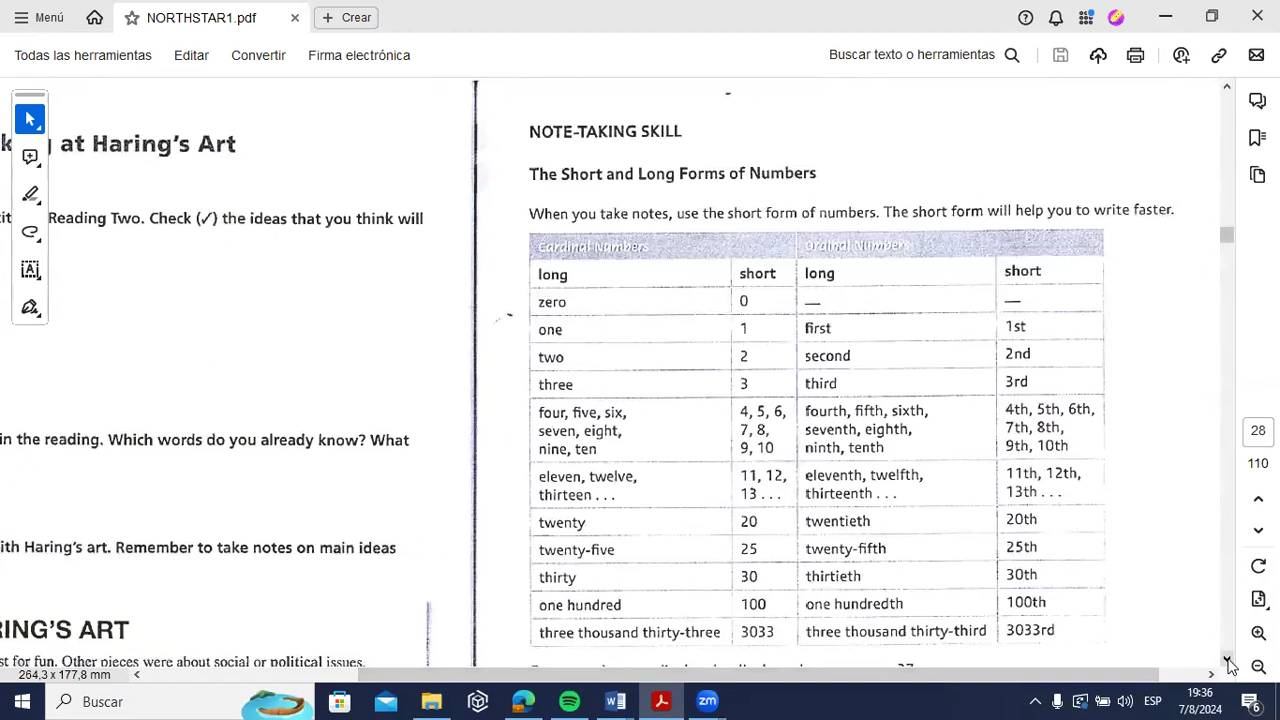 Menú
NORTHSTAR1.pdf
Crear
Todas las herramientas
Editar
Convertir
Firma electrónica
Buscar texto o herramientas
k
g at Haring's Art
Reading Two. Check (✓) the ideas that you think will
in the reading. Which words do you already know? What
ith Haring's art. Remember to take notes on main ideas
RING'S ART
st for fun. Other pieces were about social or political issues.
264,3 x 177,8 mm
NOTE-TAKING SKILL
The Short and Long Forms of Numbers
When you take notes, use the short form of numbers. The short form will help you to write faster.
Cardinal Numbers Ordinal Numbers
long short long short
zero 0 — —
one 1 first 1st
two 2 second 2nd
three 3 third 3rd
four, five, six, 4, 5, 6, fourth, fifth, sixth, 4th, 5th, 6th,
seven, eight, 7, 8, seventh, eighth, 7th, 8th,
nine, ten 9, 10 ninth, tenth 9th, 10th
eleven, twelve, 11, 12, eleventh, twelfth, 11th, 12th,
thirteen . . . 13 . . . thirteenth . . . 13th . . .
twenty 20 twentieth 20th
twenty-five 25 twenty-fifth 25th
thirty 30 thirtieth 30th
one hundred 100 one hundredth 100th
three thousand thirty-three 3033 three thousand thirty-third 3033rd
28
110
Buscar
ESP
19:36
7/8/2024
6